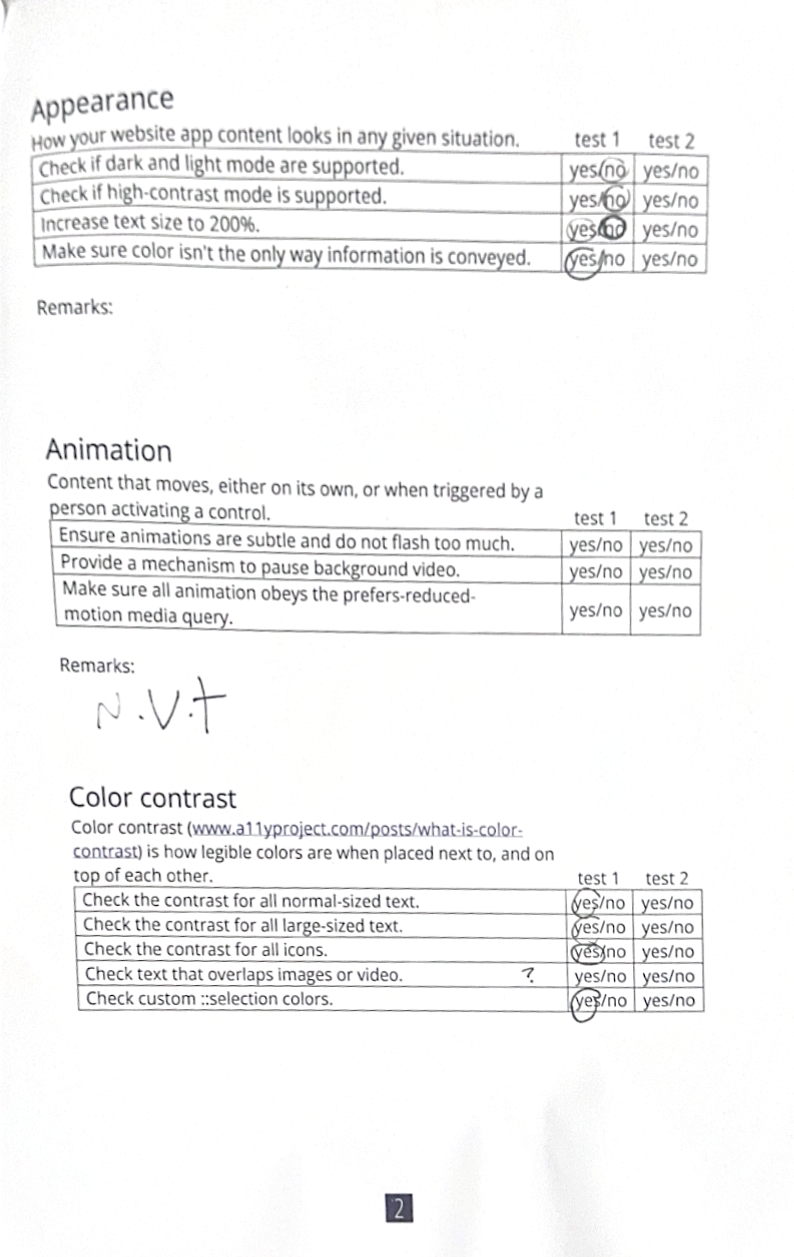 Appearance
How your website app content looks in any given situation. test 1 test 2
Check if dark and light mode are supported. yes/no yes/no
Check if high-contrast mode is supported. yes/no yes/no
Increase text size to 200%. yes/no yes/no
Make sure color isn't the only way information is conveyed. yes/no yes/no
Remarks:
Animation
Content that moves, either on its own, or when triggered by a
person activating a control. test 1 test 2
Ensure animations are subtle and do not flash too much. yes/no yes/no
Provide a mechanism to pause background video. yes/no yes/no
Make sure all animation obeys the prefers-reduced-
motion media query. yes/no yes/no
Remarks:
N.V.t
Color contrast
Color contrast (www.a11yproject.com/posts/what-is-color-
contrast) is how legible colors are when placed next to, and on
top of each other. test 1 test 2
Check the contrast for all normal-sized text. yes/no yes/no
Check the contrast for all large-sized text. yes/no yes/no
Check the contrast for all icons. yes/no yes/no
Check text that overlaps images or video. ? yes/no yes/no
Check custom ::selection colors. yes/no yes/no
2